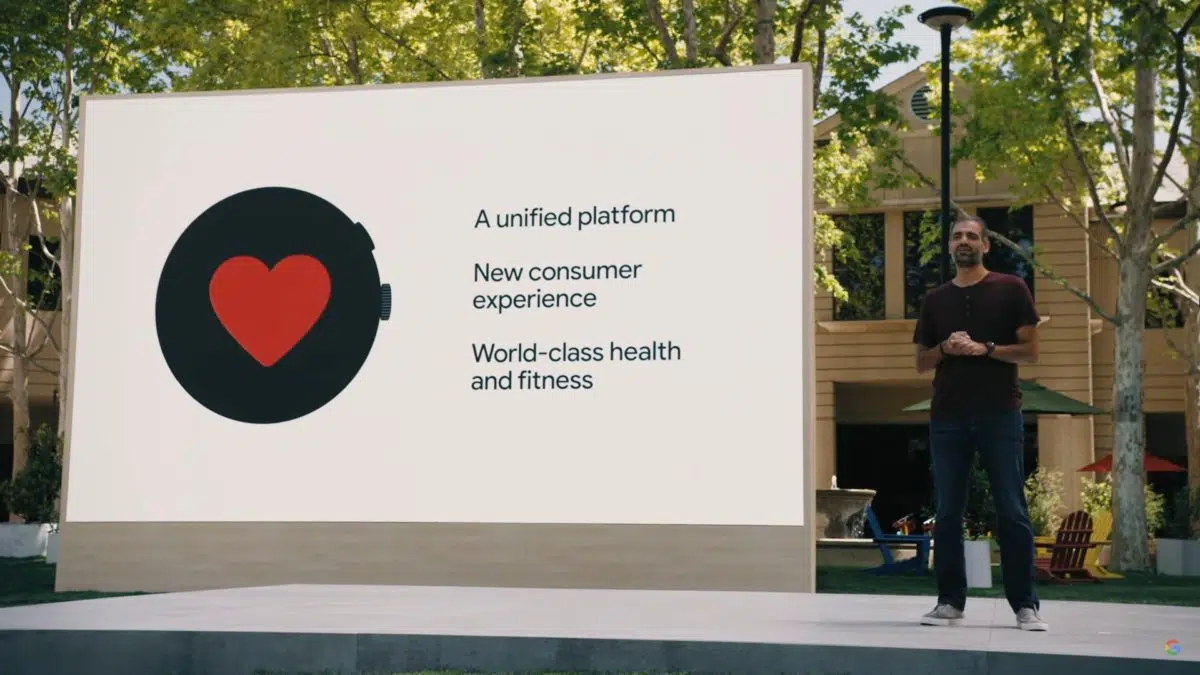 A unified platform
New consumer
experience
World-class health
and fitness